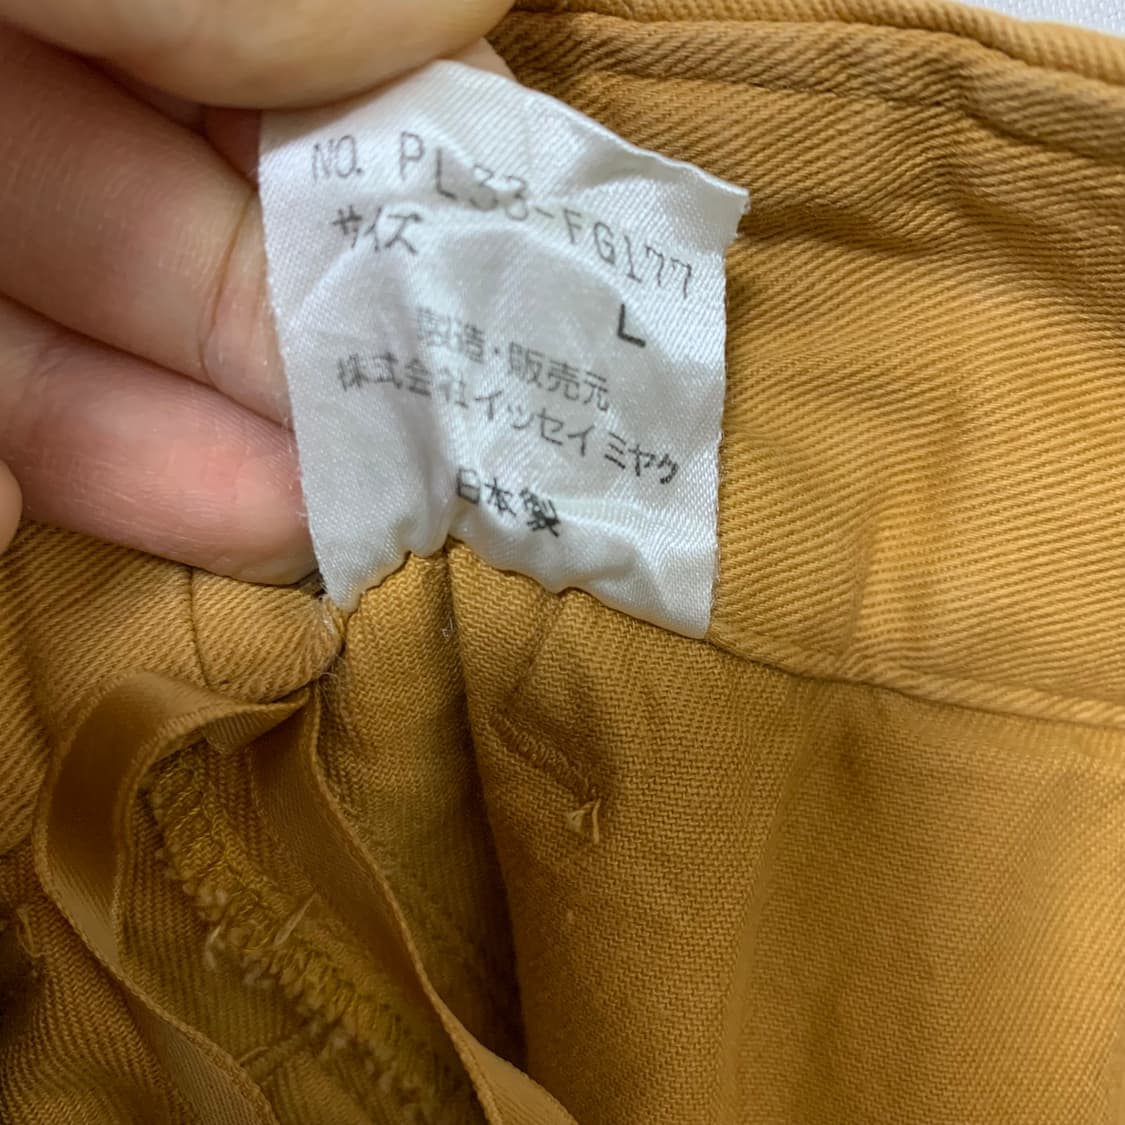 NO. PL33-FG177
サイズ
L
製造・販売元
株式会社イッセイミヤケ
日本製